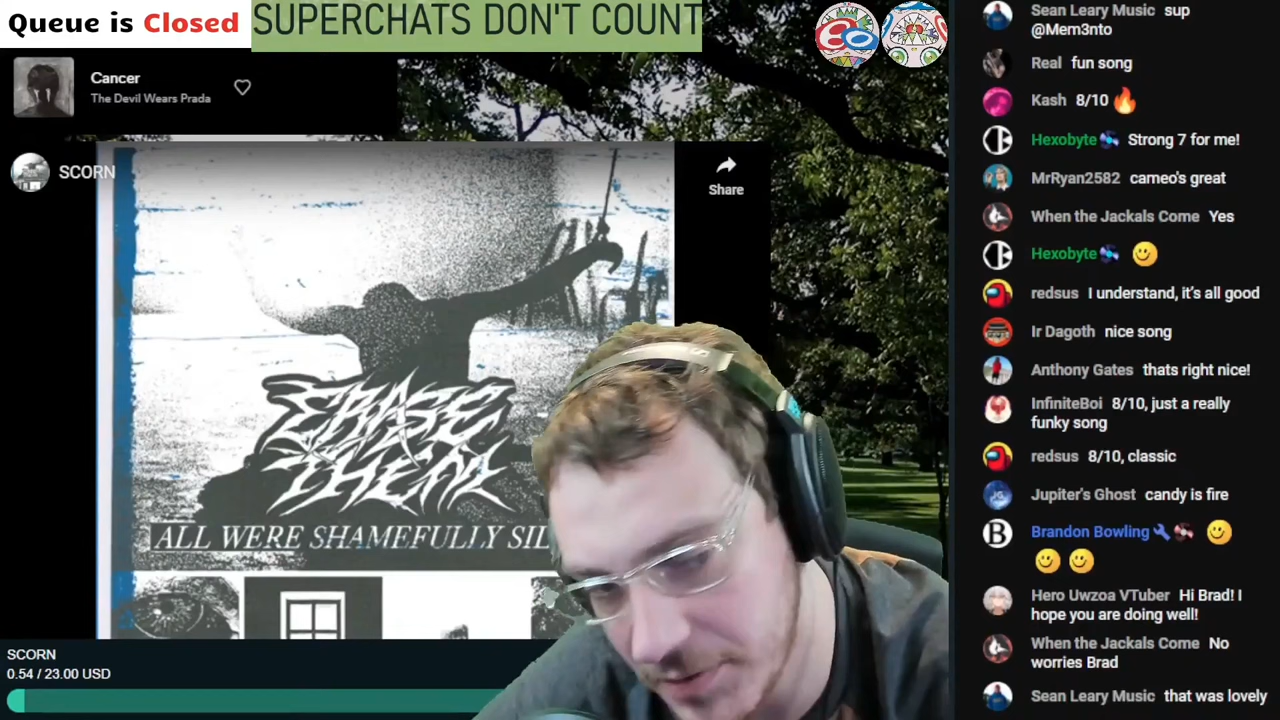 Queue is Closed
SUPERCHATS DON'T COUNT
Cancer
The Devil Wears Prada
SCORN
Share
ERASE
THEM
ALL WERE SHAMEFULLY SIL
SCORN
0.54 / 23.00 USD
Sean Leary Music sup
@Mem3nto
Real fun song
Kash 8/10
Hexobyte Strong 7 for me!
MrRyan2582 cameo's great
When the Jackals Come Yes
Hexobyte
redsus I understand, it's all good
Ir Dagoth nice song
Anthony Gates thats right nice!
InfiniteBoi 8/10, just a really
funky song
redsus 8/10, classic
Jupiter's Ghost candy is fire
Brandon Bowling
Hero Uwzoa VTuber Hi Brad! I
hope you are doing well!
When the Jackals Come No
worries Brad
Sean Leary Music that was lovely